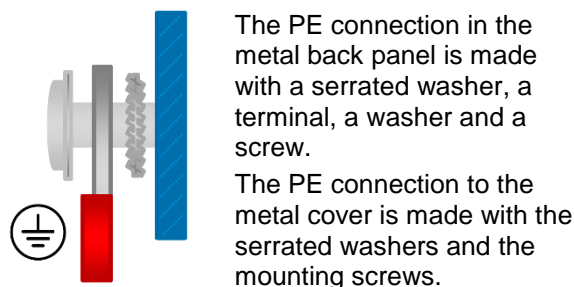 The PE connection in the
metal back panel is made
with a serrated washer, a
terminal, a washer and a
screw.
The PE connection to the
metal cover is made with the
serrated washers and the
mounting screws.